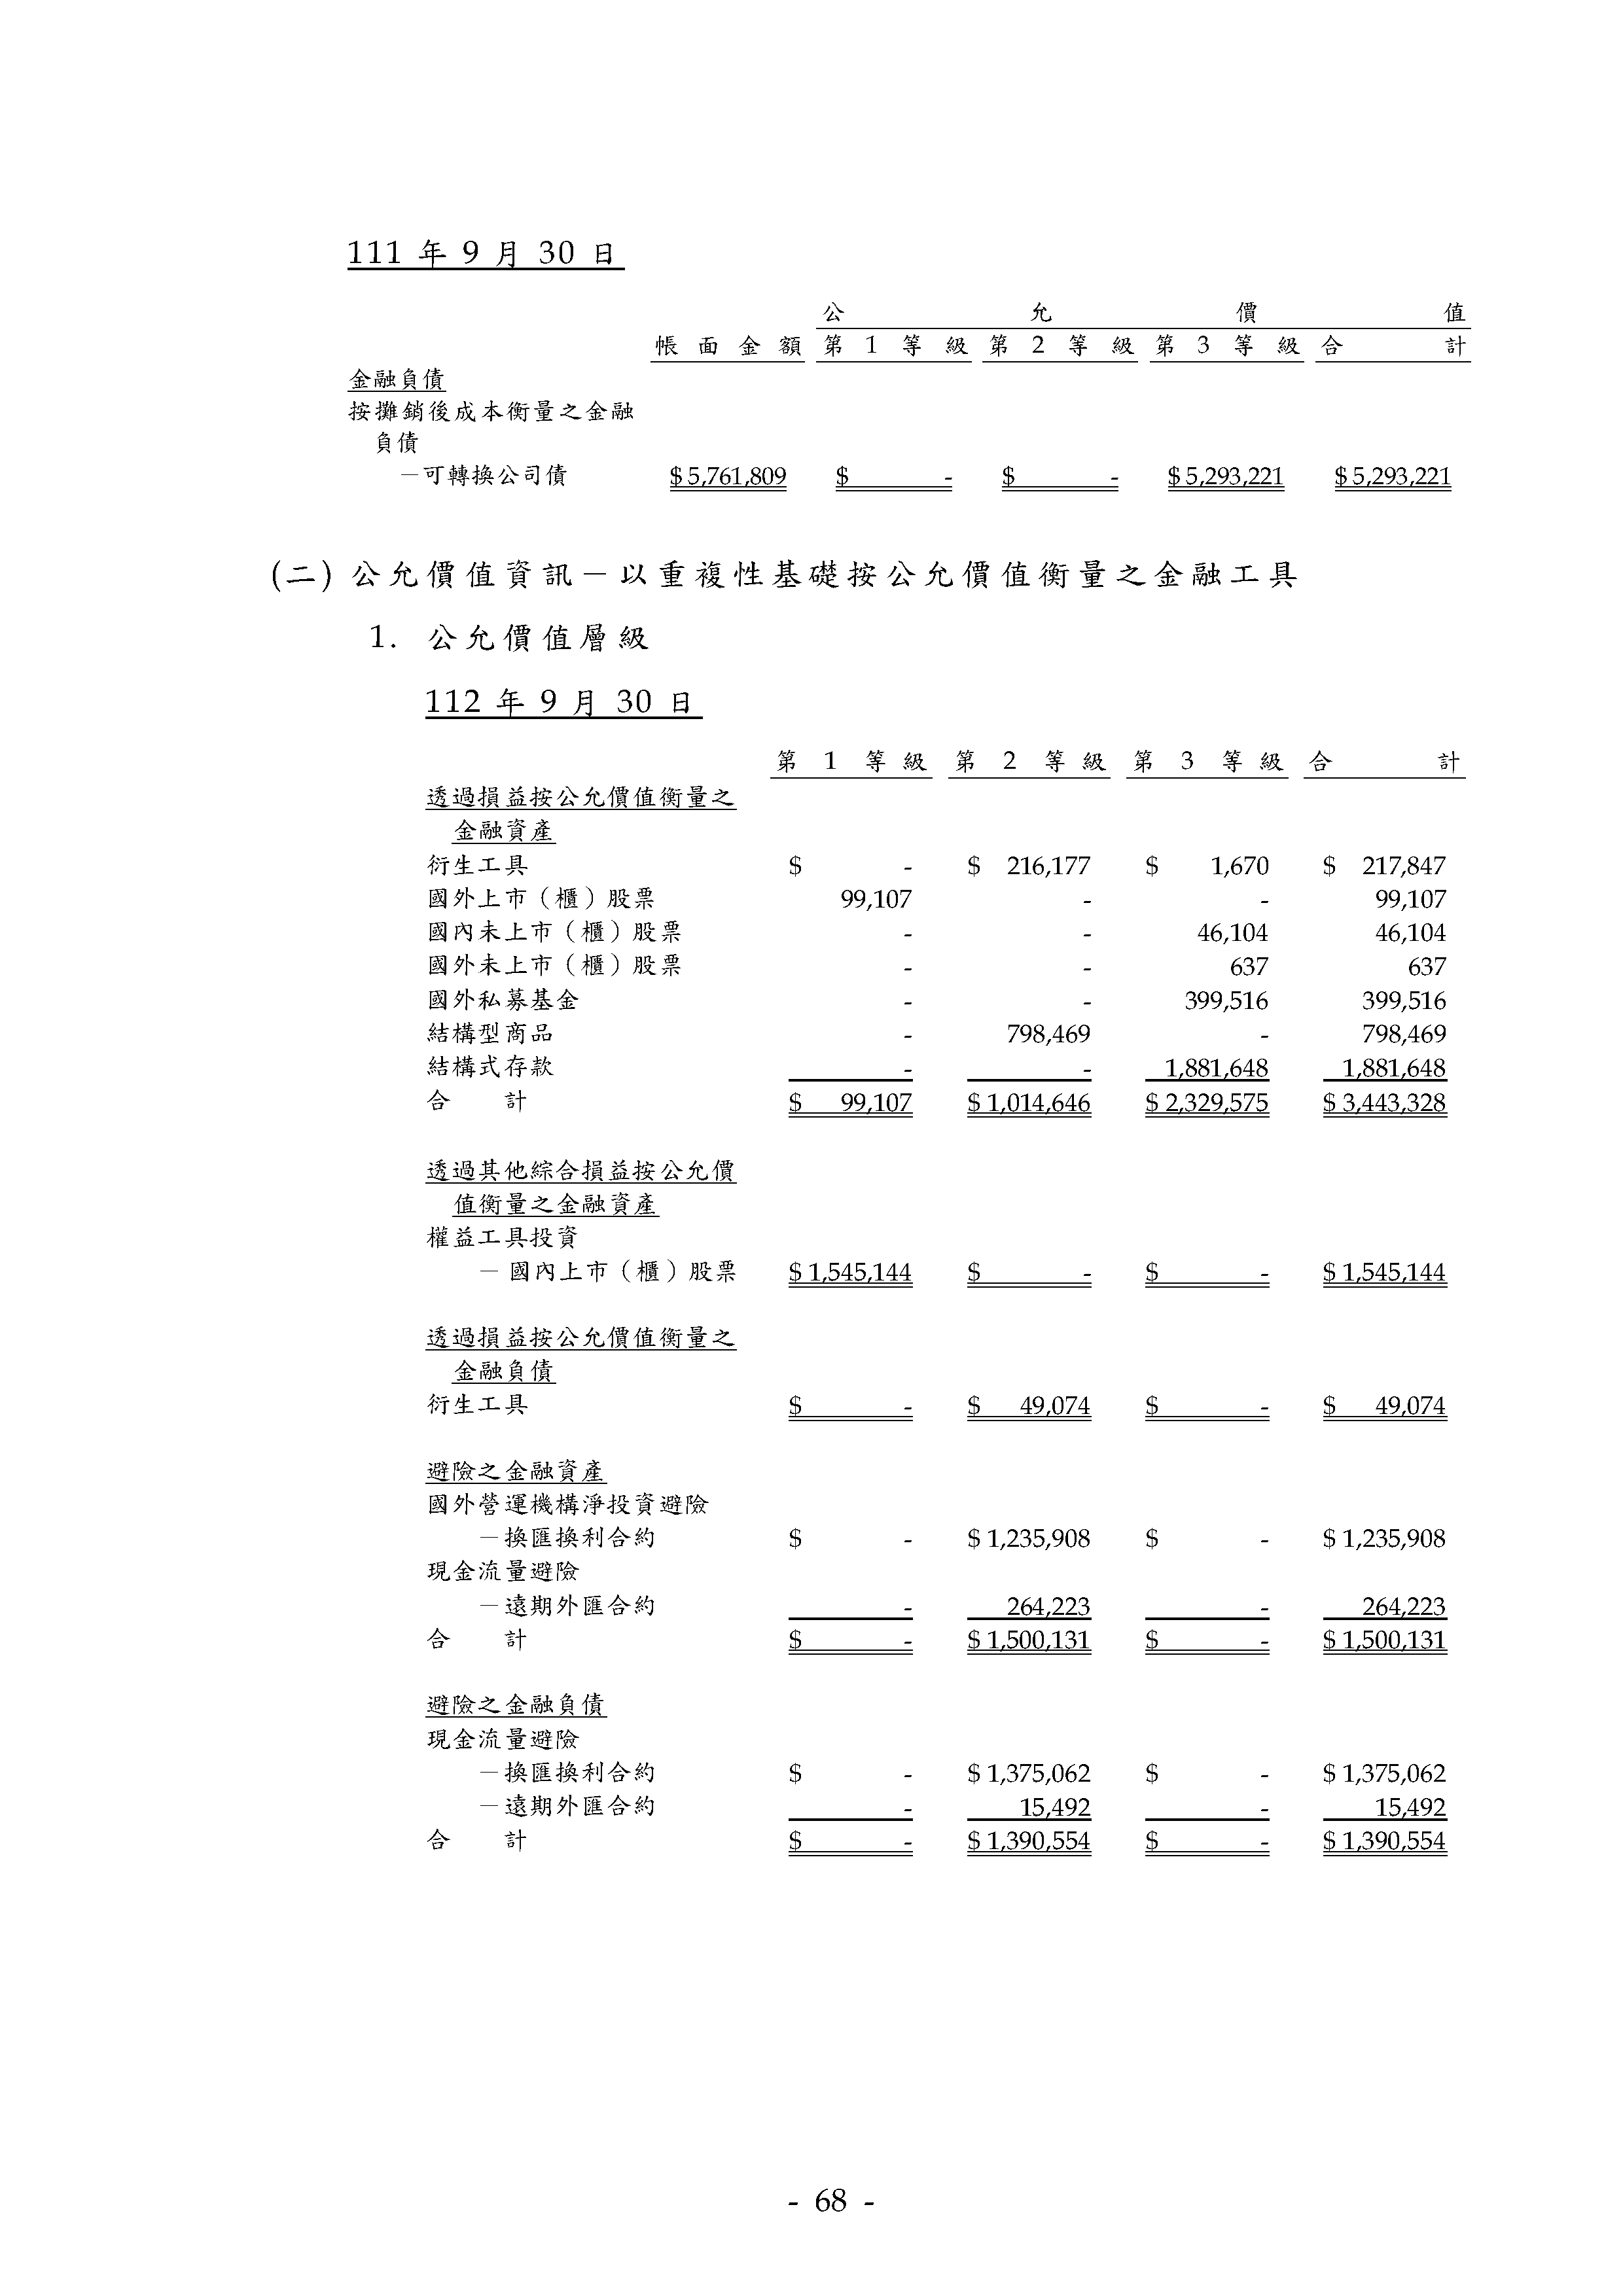 111 年 9 月 30 日
公 允 價 值
帳 面 金 額 第 1 等 級 第 2 等 級 第 3 等 級 合 計
金融負債
按攤銷後成本衡量之金融
負債
－可轉換公司債 $ 5,761,809 $ - $ - $ 5,293,221 $ 5,293,221
(二) 公允價值資訊－以重複性基礎按公允價值衡量之金融工具
1. 公允價值層級
112 年 9 月 30 日
第 1 等 級 第 2 等 級 第 3 等 級 合 計
透過損益按公允價值衡量之
金融資產
衍生工具 $ - $ 216,177 $ 1,670 $ 217,847
國外上市（櫃）股票 99,107 - - 99,107
國內未上市（櫃）股票 - - 46,104 46,104
國外未上市（櫃）股票 - - 637 637
國外私募基金 - - 399,516 399,516
結構型商品 - 798,469 - 798,469
結構式存款 - - 1,881,648 1,881,648
合 計 $ 99,107 $ 1,014,646 $ 2,329,575 $ 3,443,328
透過其他綜合損益按公允價
值衡量之金融資產
權益工具投資
－ 國內上市（櫃）股票 $ 1,545,144 $ - $ - $ 1,545,144
透過損益按公允價值衡量之
金融負債
衍生工具 $ - $ 49,074 $ - $ 49,074
避險之金融資產
國外營運機構淨投資避險
－換匯換利合約 $ - $ 1,235,908 $ - $ 1,235,908
現金流量避險
－遠期外匯合約 - 264,223 - 264,223
合 計 $ - $ 1,500,131 $ - $ 1,500,131
避險之金融負債
現金流量避險
－換匯換利合約 $ - $ 1,375,062 $ - $ 1,375,062
－遠期外匯合約 - 15,492 - 15,492
合 計 $ - $ 1,390,554 $ - $ 1,390,554
- 68 -